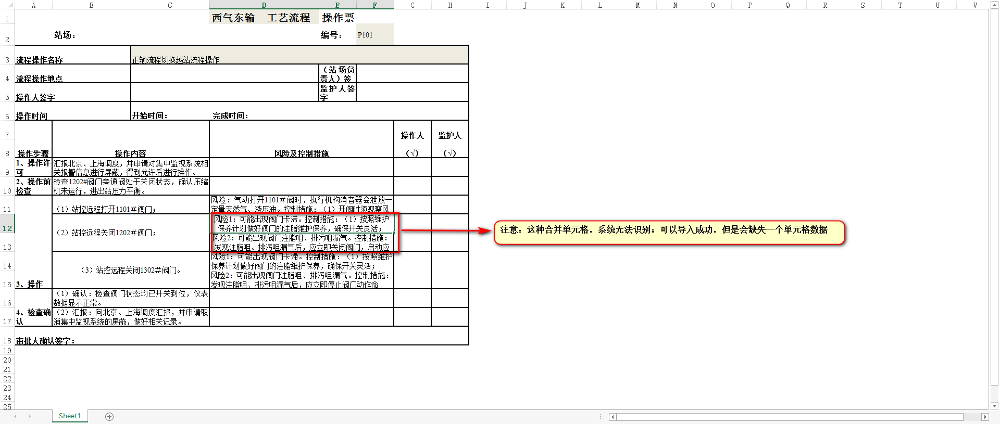 A B C D E F G H I J K L M N O P Q R S T U V
1 西气东输 工艺流程 操作票
2 站场： 编号： P101
3 流程操作名称 正输流程切换越站流程操作
（站场负
4 流程操作地点 责人）签
监护人签
5 操作人签字 字
6 操作时间 开始时间： 完成时间：
7 操作人 监护人
8 操作步骤 操作内容 风险及控制措施 （√） （√）
1、操作许 汇报北京、上海调度，并申请对集中监视系统相
9 可 关报警信息进行屏蔽，得到允许后进行操作。
2、操作前 检查1202#阀门旁通阀处于关闭状态，确认压缩
10 检查 机未运行，进出站压力平衡。
风险：气动打开1101＃阀时，执行机构消音器会泄放一
11 （1）站控远程打开1101＃阀门； 定量天然气、液压油。控制措施：（1）开阀时须观察风
风险1：可能出现阀门卡滞。控制措施：（1）按照维护
12 保养计划做好阀门的注脂维护保养，确保开关灵活；
（2）站控远程关闭1202＃阀门；
风险2：可能出现阀门注脂咀、排污咀漏气。控制措施：
13 发现注脂咀、排污咀漏气后，应立即关闭阀门，启动应
注意：这种合并单元格，系统无法识别；可以导入成功，但是会缺失一个单元格数据
风险1：可能出现阀门卡滞。控制措施：（1）按照维护
14 保养计划做好阀门的注脂维护保养，确保开关灵活；
（3）站控远程关闭1302＃阀门。
风险2：可能出现阀门注脂咀、排污咀漏气。控制措施：
15 3、操作 发现注脂咀、排污咀漏气后，应立即停止阀门动作命
（1）确认：检查阀门状态均已开关到位，仪表
16 数据显示正常。
4、检查确 （2）汇报：向北京、上海调度汇报，并申请取
17 认 消集中监视系统的屏蔽，做好相关记录。
18 审批人确认签字：
19
20
21
22
23
24
25
Sheet1